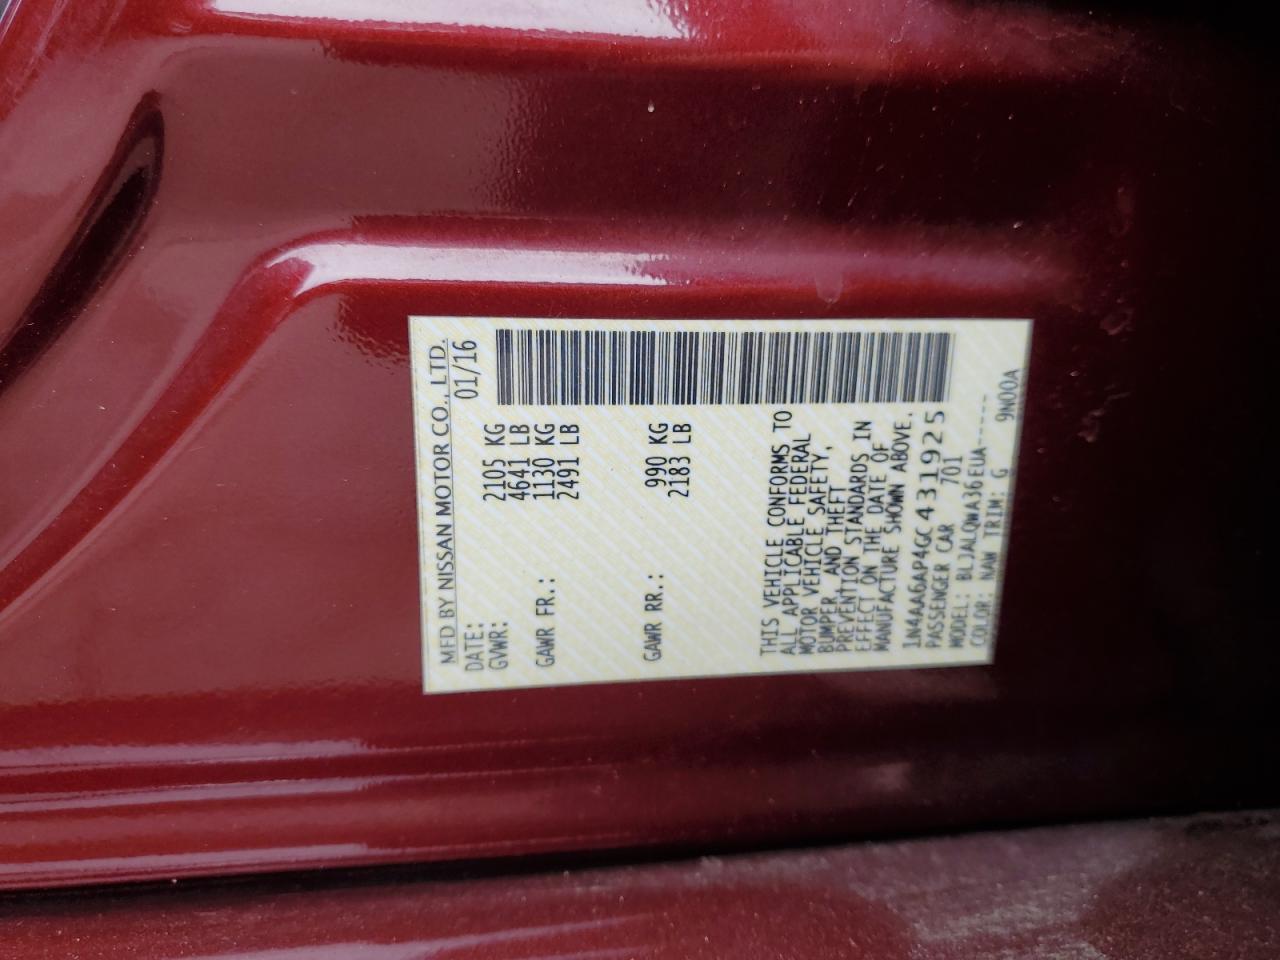 MFD BY NISSAN MOTOR CO., LTD.
DATE: 01/16
GVWR: 2105 KG
4641 LB
GAWR FR.: 1130 KG
2491 LB
GAWR RR.: 990 KG
2183 LB
THIS VEHICLE CONFORMS TO
ALL APPLICABLE FEDERAL
MOTOR VEHICLE SAFETY,
BUMPER, AND THEFT
PREVENTION STANDARDS IN
EFFECT ON THE DATE OF
MANUFACTURE SHOWN ABOVE.
1N4AA6AP4GC431925
PASSENGER CAR 701
MODEL: BLJALQWA36EUA-----
COLOR: NAW TRIM: G 9N00A